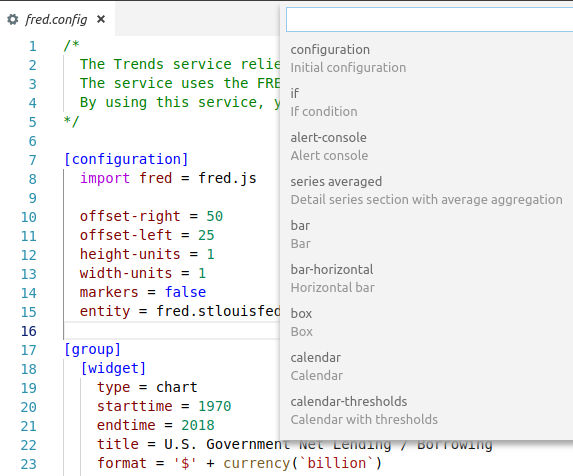 fred.config ×
1 /*
2 The Trends service relie
3 The service uses the FRE
4 By using this service, y
5 */
6
7 [configuration]
8 import fred = fred.js
9
10 offset-right = 50
11 offset-left = 25
12 height-units = 1
13 width-units = 1
14 markers = false
15 entity = fred.stlouisfed
16
17 [group]
18 [widget]
19 type = chart
20 starttime = 1970
21 endtime = 2018
22 title = U.S. Government Net Lending / Borrowing
23 format = '$' + currency(`billion`)
configuration
Initial configuration
if
If condition
alert-console
Alert console
series averaged
Detail series section with average aggregation
bar
Bar
bar-horizontal
Horizontal bar
box
Box
calendar
Calendar
calendar-thresholds
Calendar with thresholds